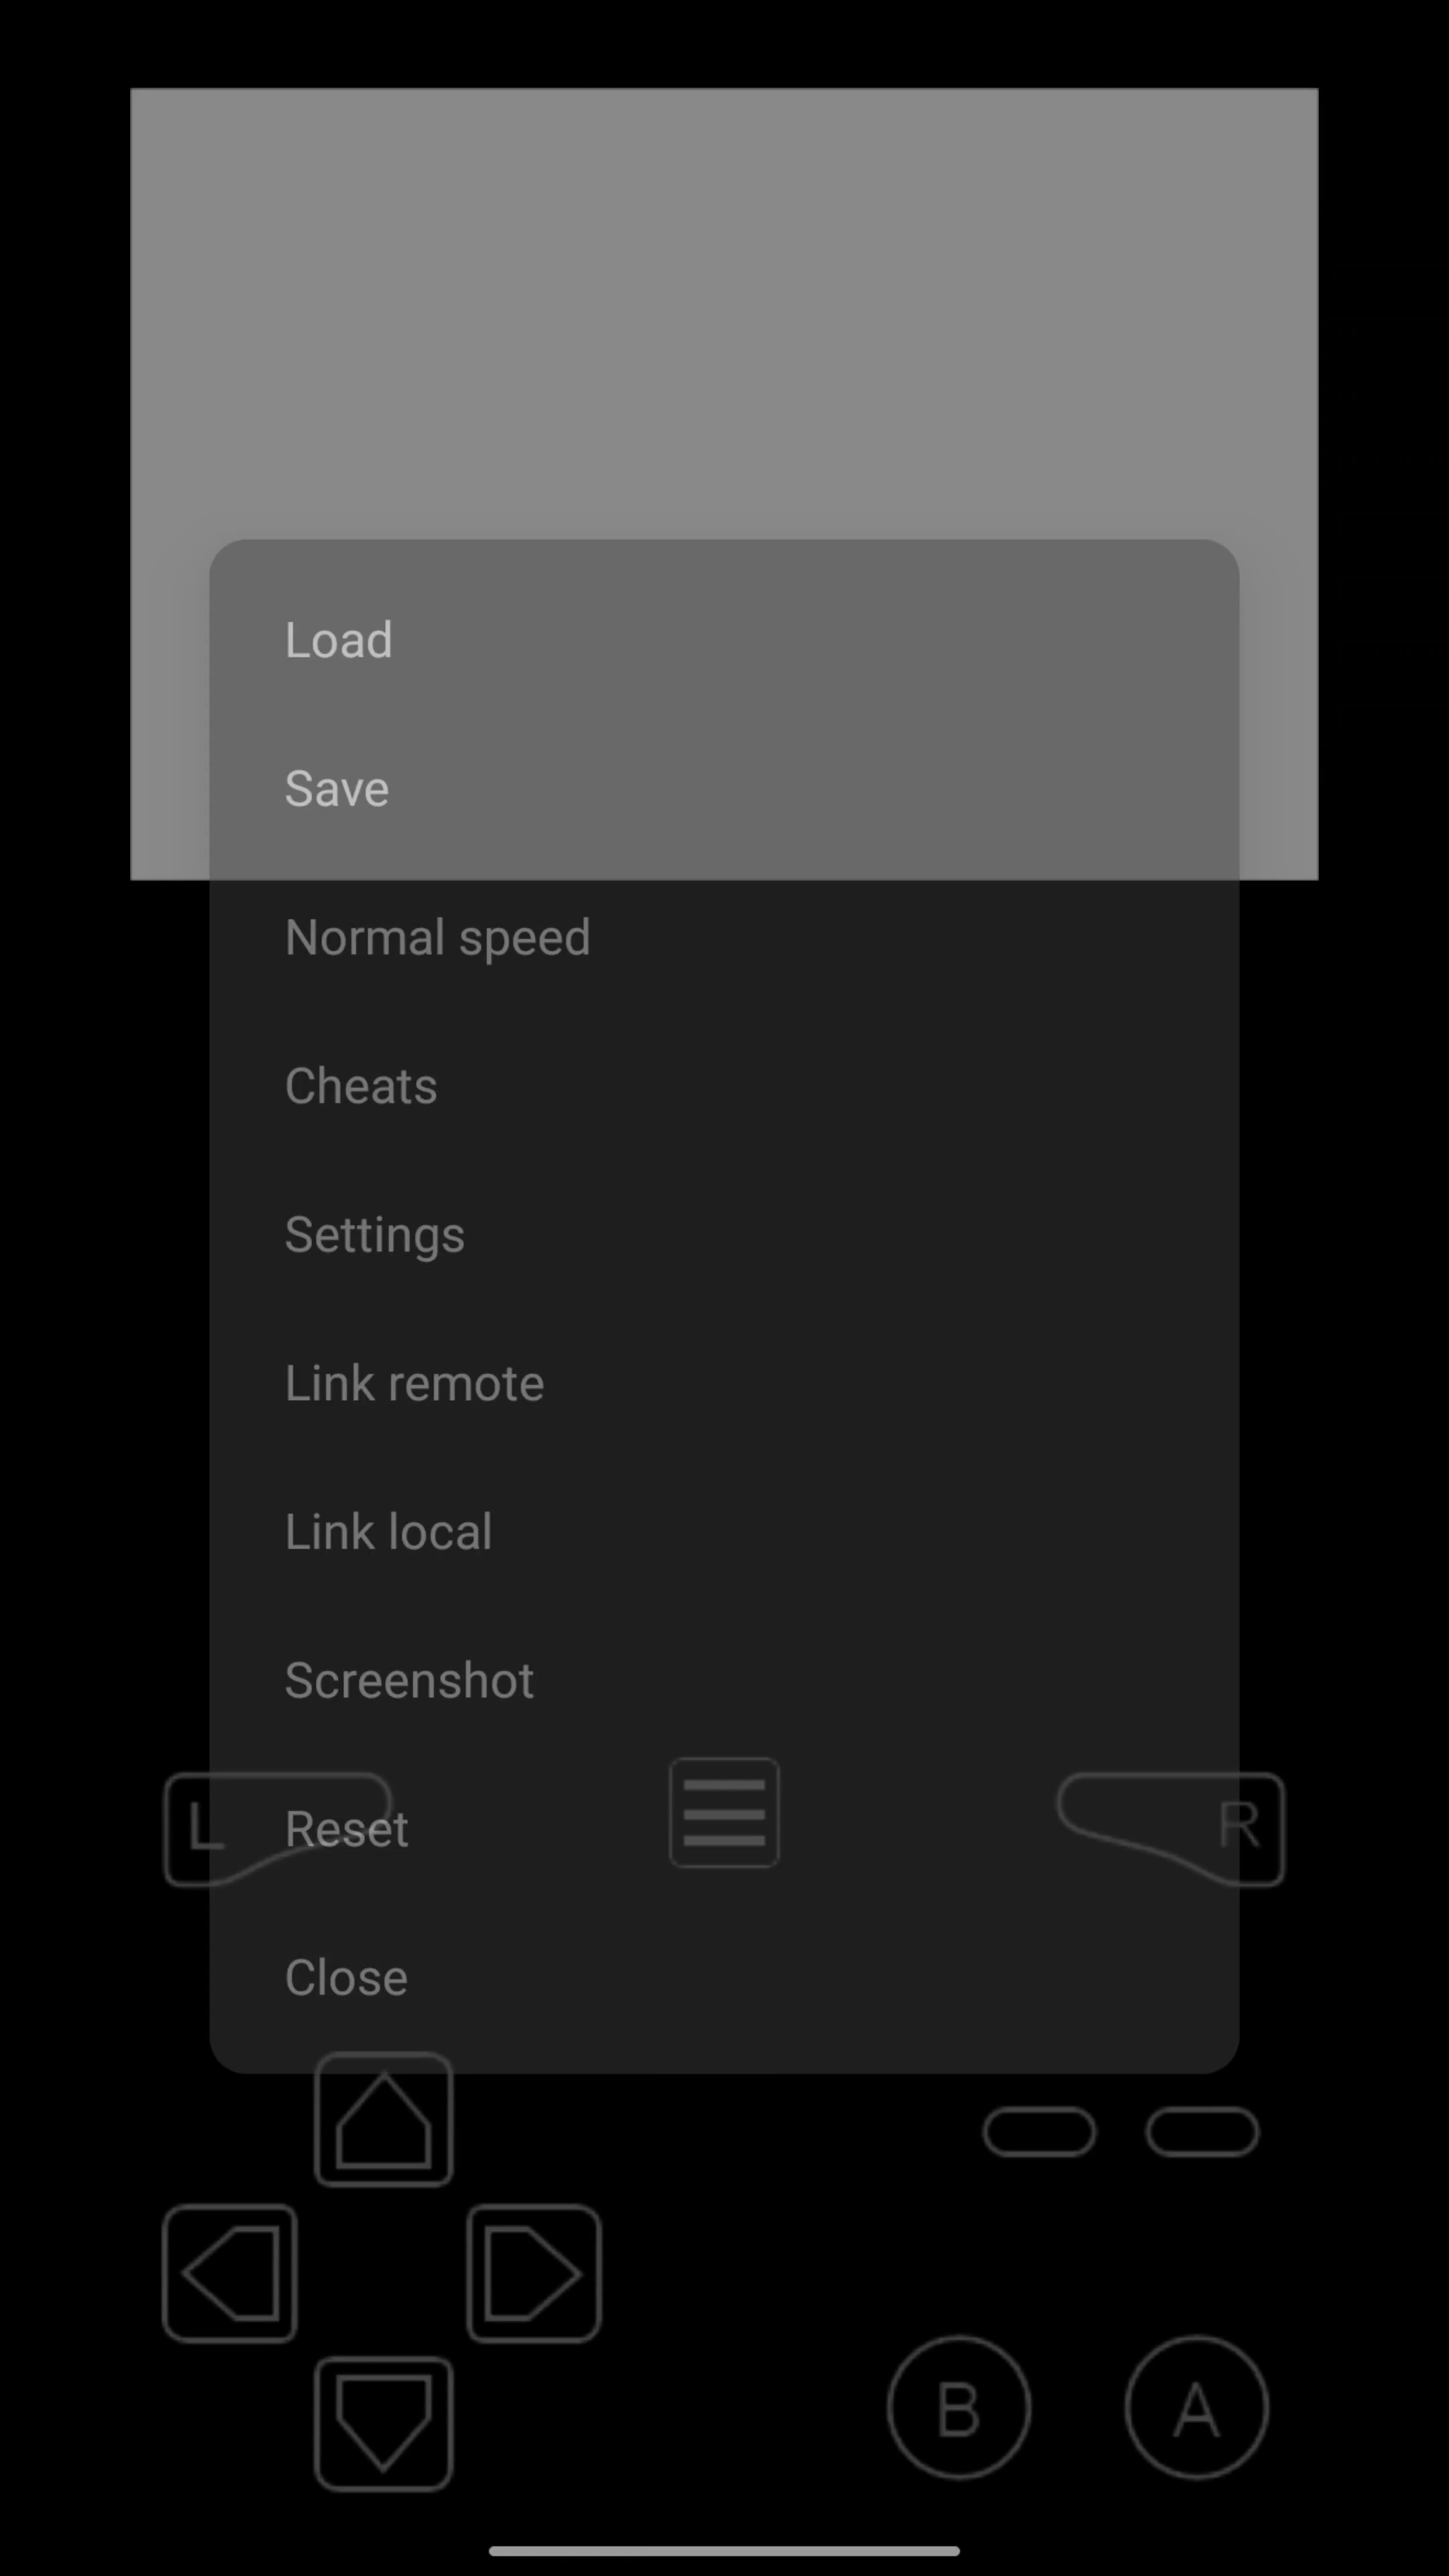 Load
Save
Normal speed
Cheats
Settings
Link remote
Link local
Screenshot
L
Reset
R
Close
B
A